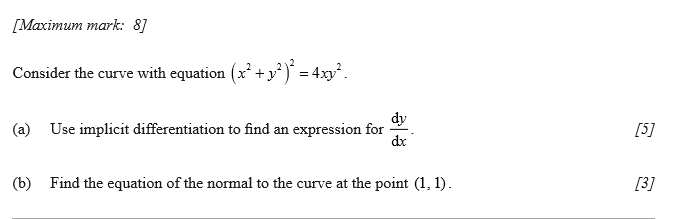 [Maximum mark: 8]
Consider the curve with equation (x² + y²)² = 4xy².
(a) Use implicit differentiation to find an expression for dy/dx. [5]
(b) Find the equation of the normal to the curve at the point (1, 1). [3]